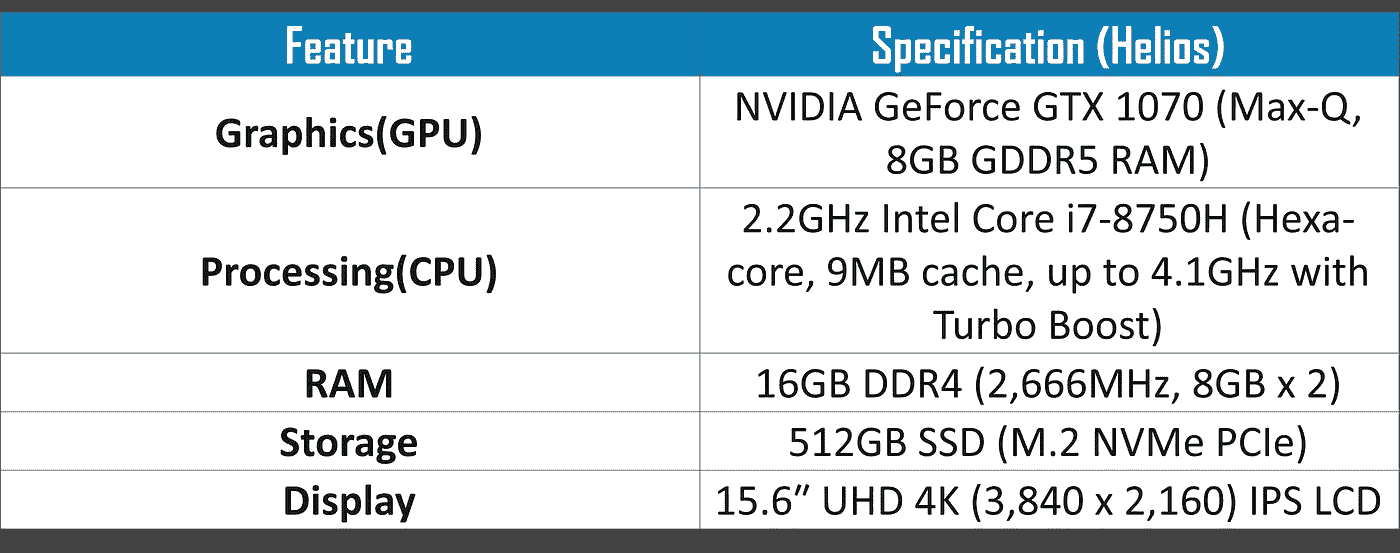 Feature
Specification (Helios)
Graphics(GPU)
NVIDIA GeForce GTX 1070 (Max-Q,
8GB GDDR5 RAM)
Processing(CPU)
2.2GHz Intel Core i7-8750H (Hexa-
core, 9MB cache, up to 4.1GHz with
Turbo Boost)
RAM
16GB DDR4 (2,666MHz, 8GB x 2)
Storage
512GB SSD (M.2 NVMe PCIe)
Display
15.6″ UHD 4K (3,840 x 2,160) IPS LCD